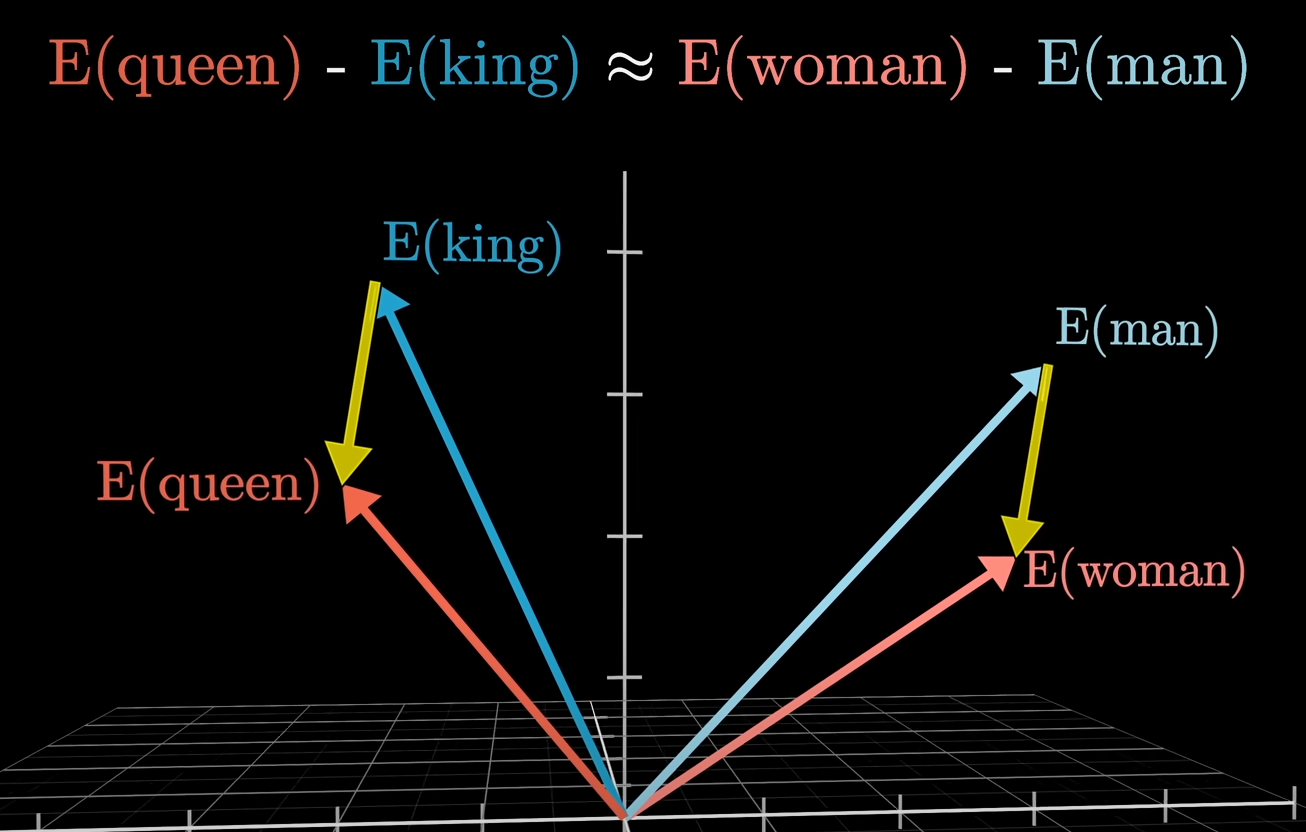 E(queen) - E(king) ≈ E(woman) - E(man)
E(king)
E(man)
E(queen)
E(woman)